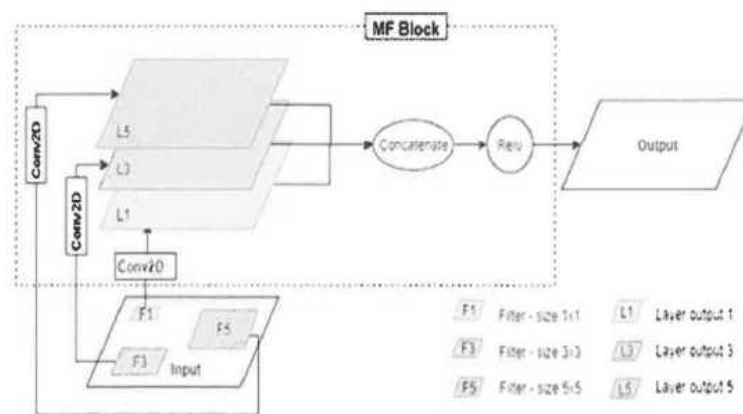 MF Block
L5
L3
L1
Conv2D
Conv2D
Conv2D
Concatenate
Relu
Output
F1
F5
F3
Input
F1 Filter - size 1x1 L1 Layer output 1
F3 Filter - size 3x3 L3 Layer output 3
F5 Filter - size 5x5 L5 Layer output 5